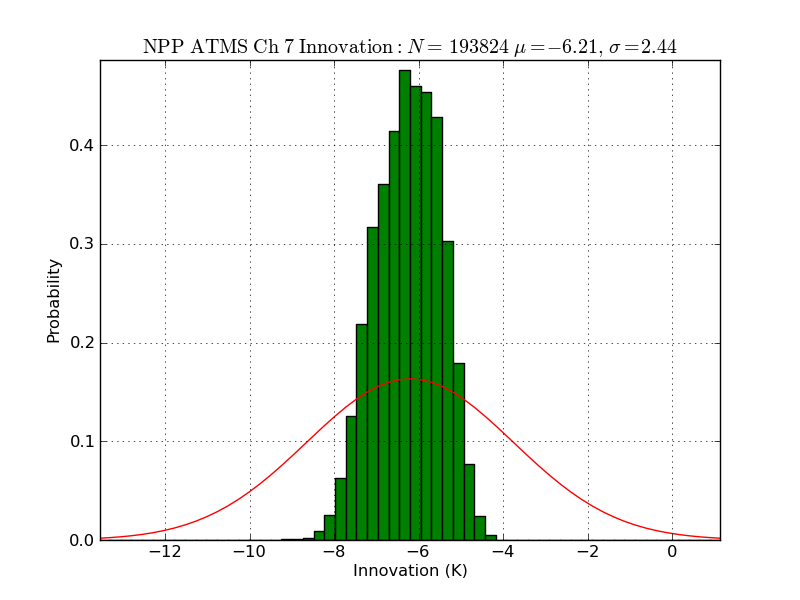 NPP ATMS Ch 7 Innovation : N = 193824 μ = −6.21, σ = 2.44
0.4
0.3
0.2
0.1
0.0
Probability
−12 −10 −8 −6 −4 −2 0
Innovation (K)